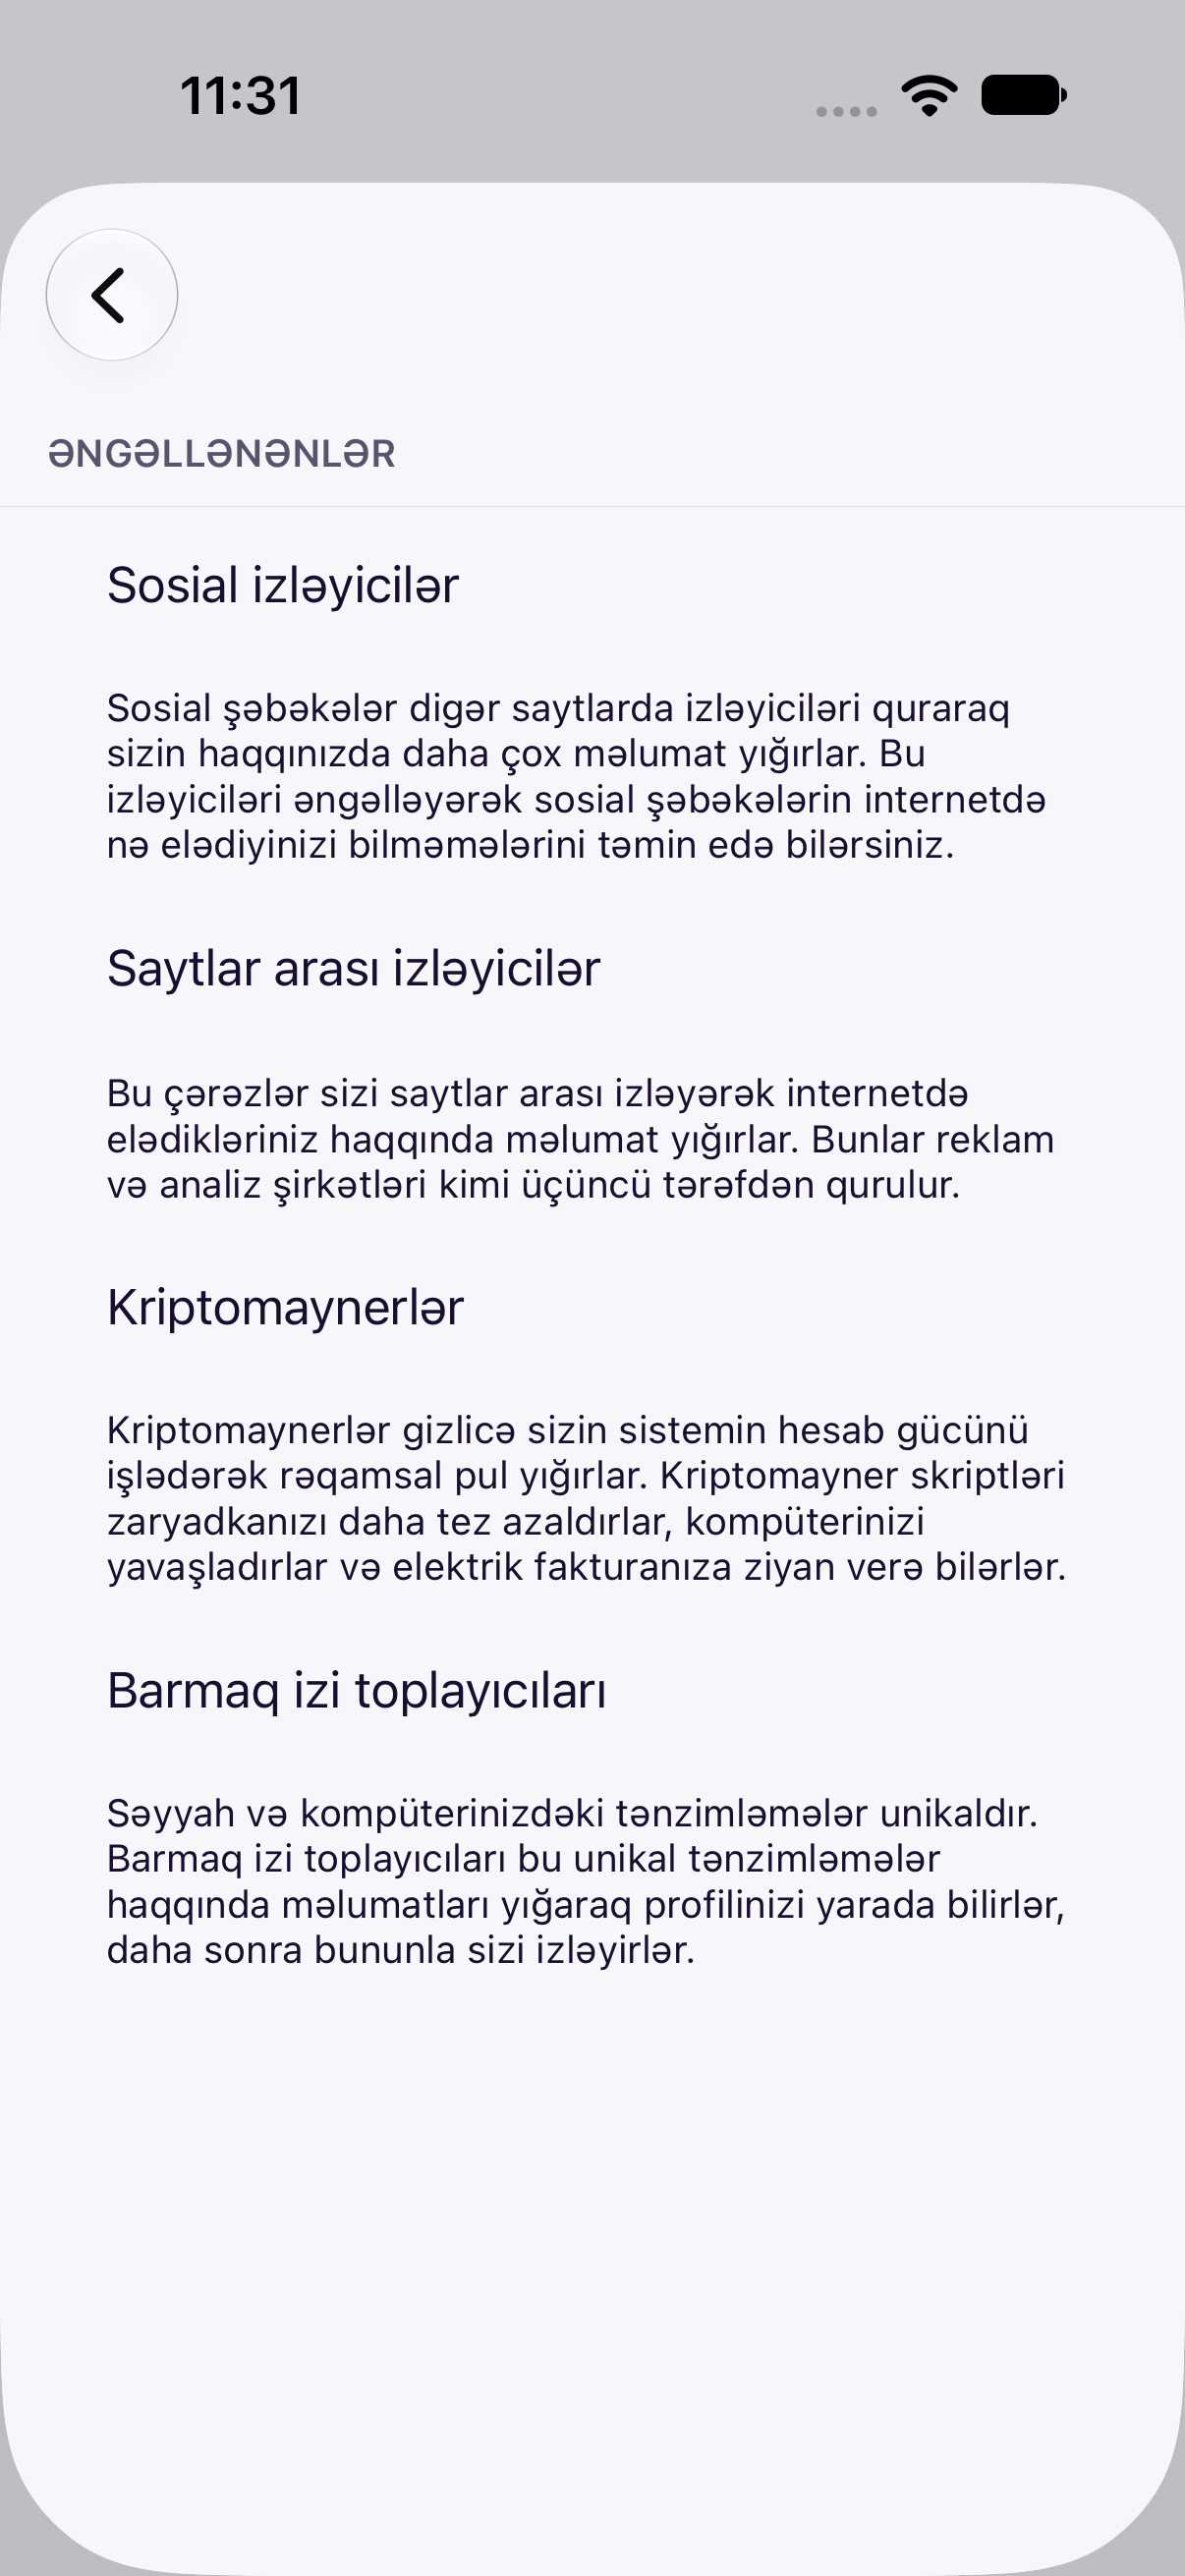 11:31
ƏNGƏLLƏNƏNLƏR
Sosial izləyicilər
Sosial şəbəkələr digər saytlarda izləyiciləri quraraq
sizin haqqınızda daha çox məlumat yığırlar. Bu
izləyiciləri əngəlləyərək sosial şəbəkələrin internetdə
nə elədiyinizi bilməmələrini təmin edə bilərsiniz.
Saytlar arası izləyicilər
Bu çərəzlər sizi saytlar arası izləyərək internetdə
elədikləriniz haqqında məlumat yığırlar. Bunlar reklam
və analiz şirkətləri kimi üçüncü tərəfdən qurulur.
Kriptomaynerlər
Kriptomaynerlər gizlicə sizin sistemin hesab gücünü
işlədərək rəqamsal pul yığırlar. Kriptomayner skriptləri
zaryadkanızı daha tez azaldırlar, kompüterinizi
yavaşladırlar və elektrik fakturanıza ziyan verə bilərlər.
Barmaq izi toplayıcıları
Səyyah və kompüterinizdəki tənzimləmələr unikaldır.
Barmaq izi toplayıcıları bu unikal tənzimləmələr
haqqında məlumatları yığaraq profilinizi yarada bilirlər,
daha sonra bununla sizi izləyirlər.